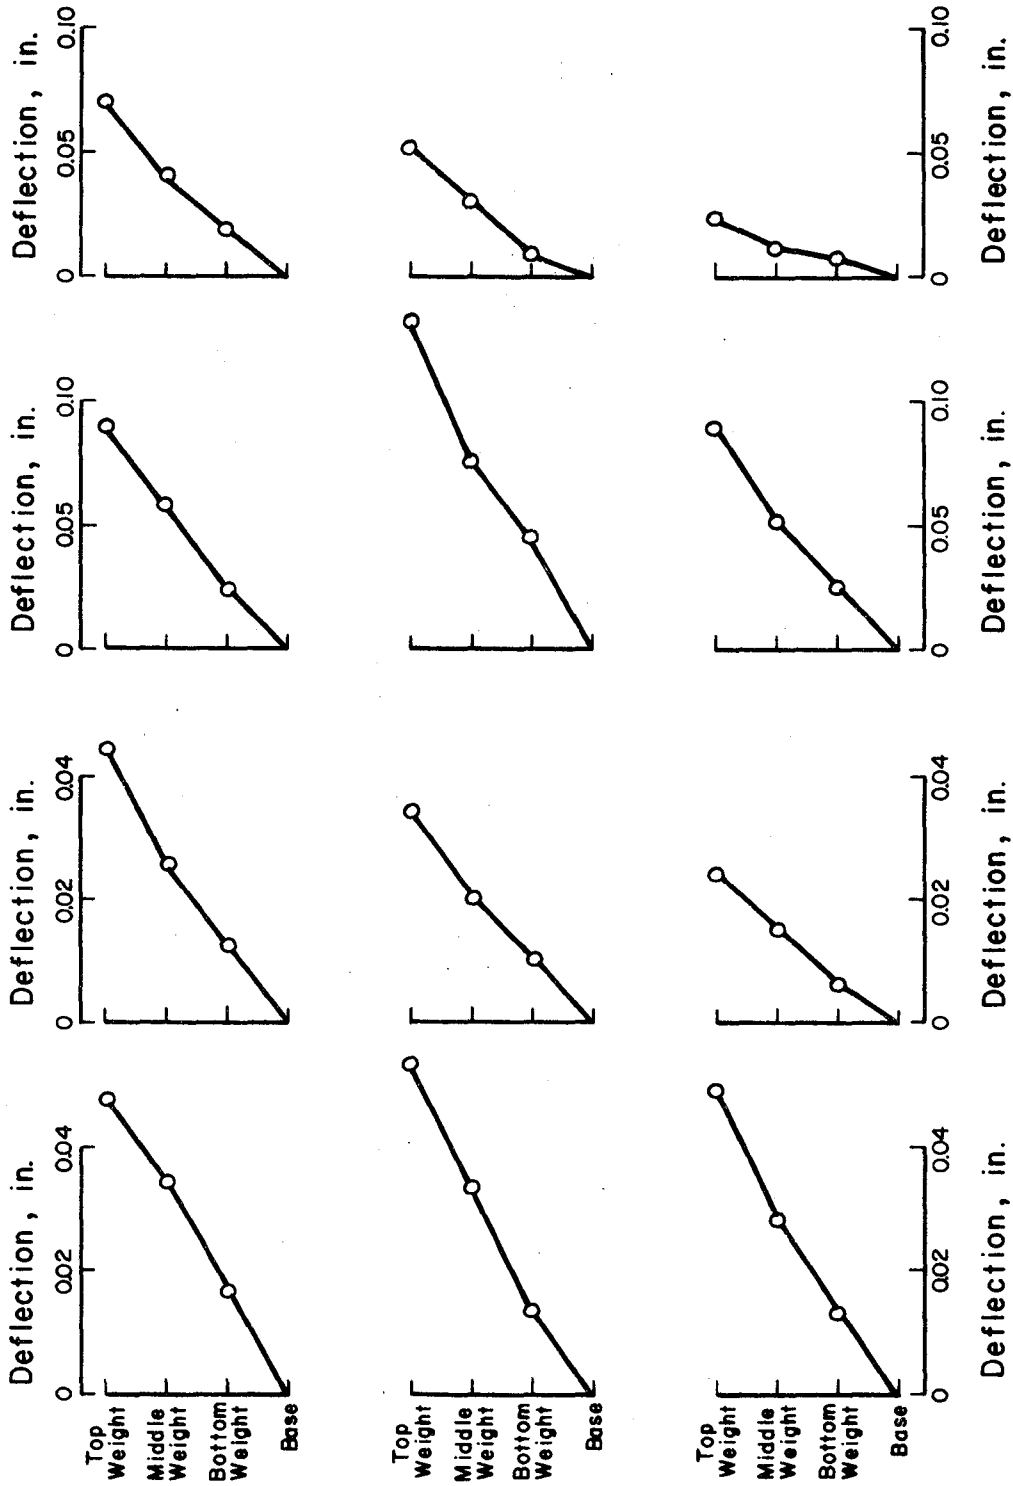 Deflection, in.
Deflection, in.
Deflection, in.
Deflection, in.
0 0.02 0.04
0 0.02 0.04
0 0.05 0.10
0 0.05 0.10
Top
Weight
Middle
Weight
Bottom
Weight
Base
Top
Weight
Middle
Weight
Bottom
Weight
Base
Top
Weight
Middle
Weight
Bottom
Weight
Base
0 0.02 0.04
0 0.02 0.04
0 0.05 0.10
0 0.05 0.10
Deflection, in.
Deflection, in.
Deflection, in.
Deflection, in.